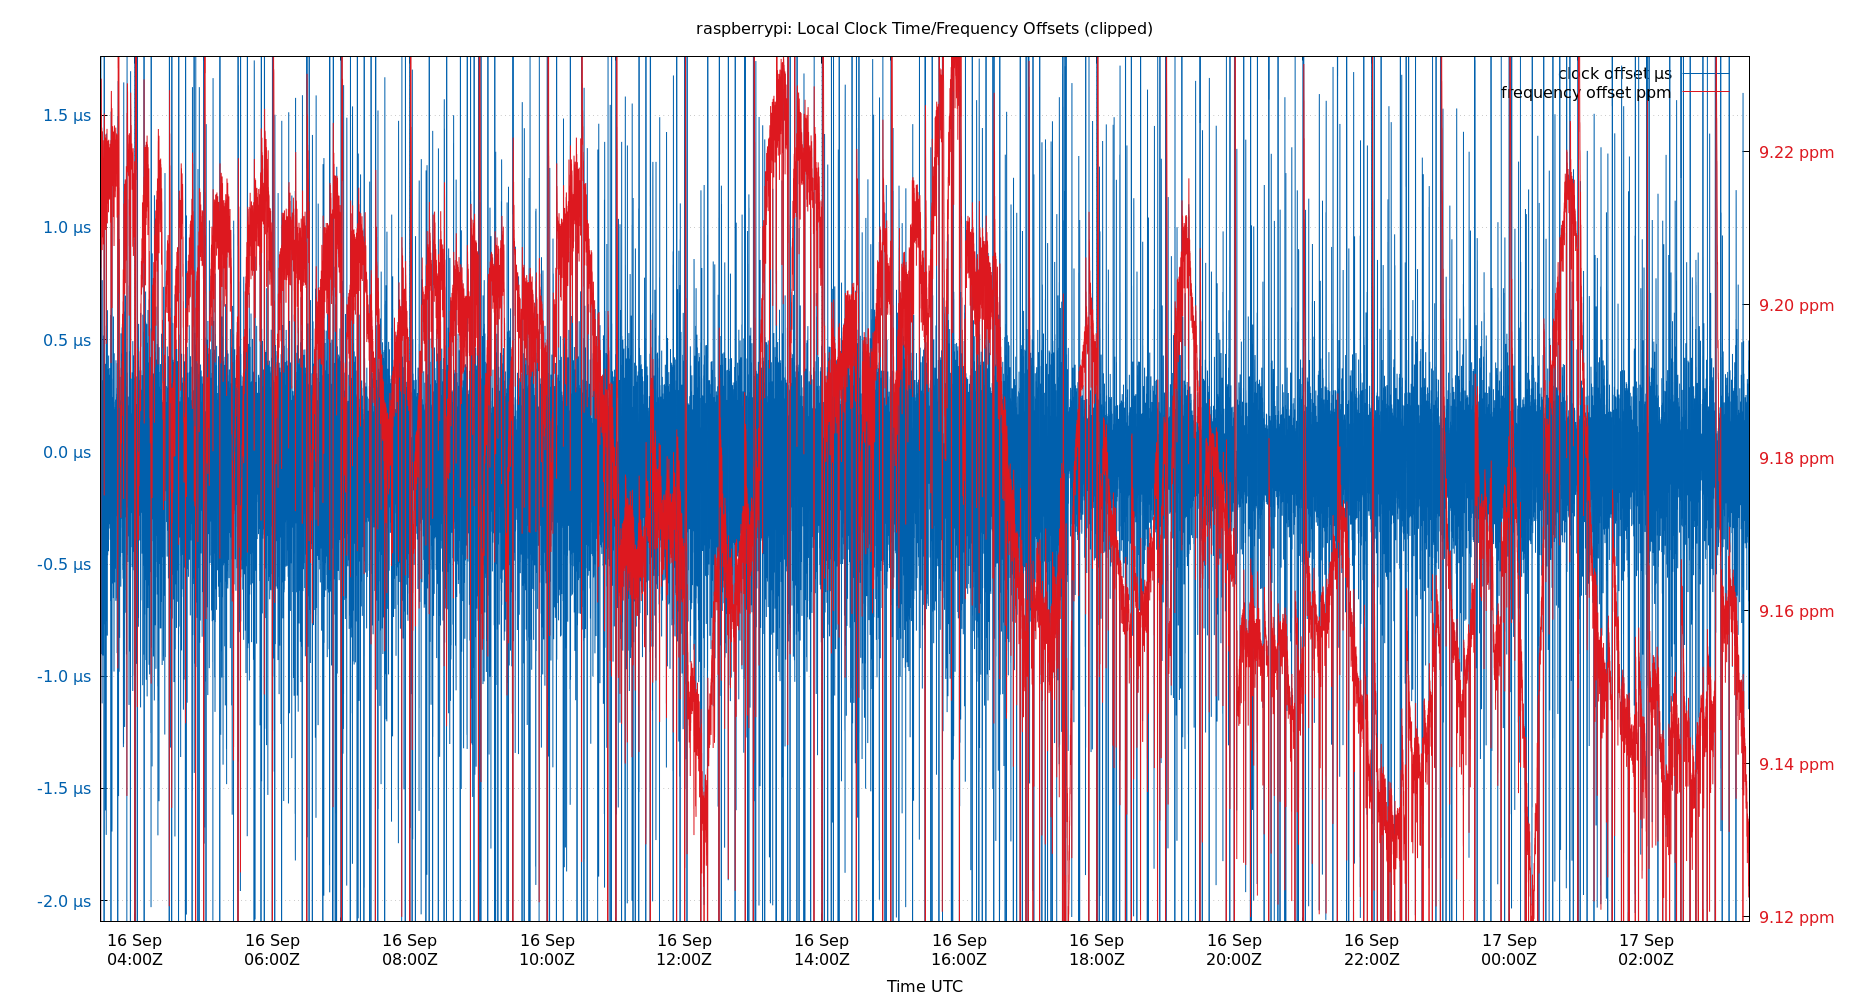 raspberrypi: Local Clock Time/Frequency Offsets (clipped)
clock offset µs
frequency offset ppm
1.5 µs
1.0 µs
0.5 µs
0.0 µs
-0.5 µs
-1.0 µs
-1.5 µs
-2.0 µs
9.22 ppm
9.20 ppm
9.18 ppm
9.16 ppm
9.14 ppm
9.12 ppm
16 Sep 16 Sep 16 Sep 16 Sep 16 Sep 16 Sep 16 Sep 16 Sep 16 Sep 16 Sep 17 Sep 17 Sep
04:00Z 06:00Z 08:00Z 10:00Z 12:00Z 14:00Z 16:00Z 18:00Z 20:00Z 22:00Z 00:00Z 02:00Z
Time UTC